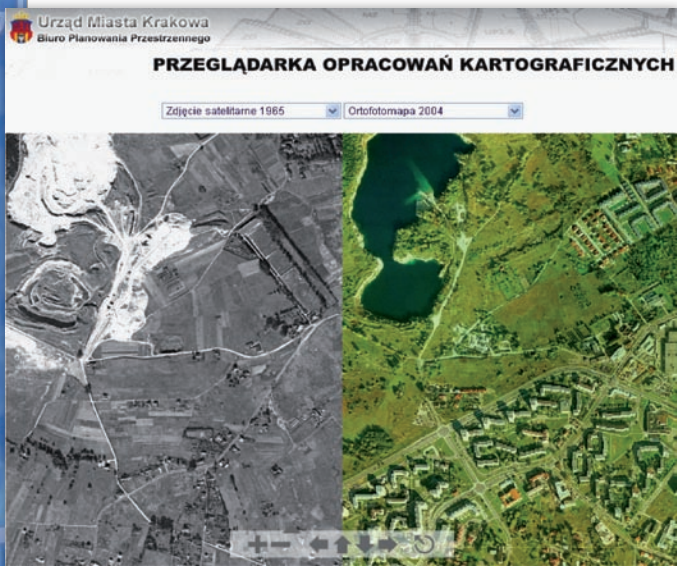 Urząd Miasta Krakowa
Biuro Planowania Przestrzennego
PRZEGLĄDARKA OPRACOWAŃ KARTOGRAFICZNYCH
Zdjęcie satelitarne 1965 Ortofotomapa 2004